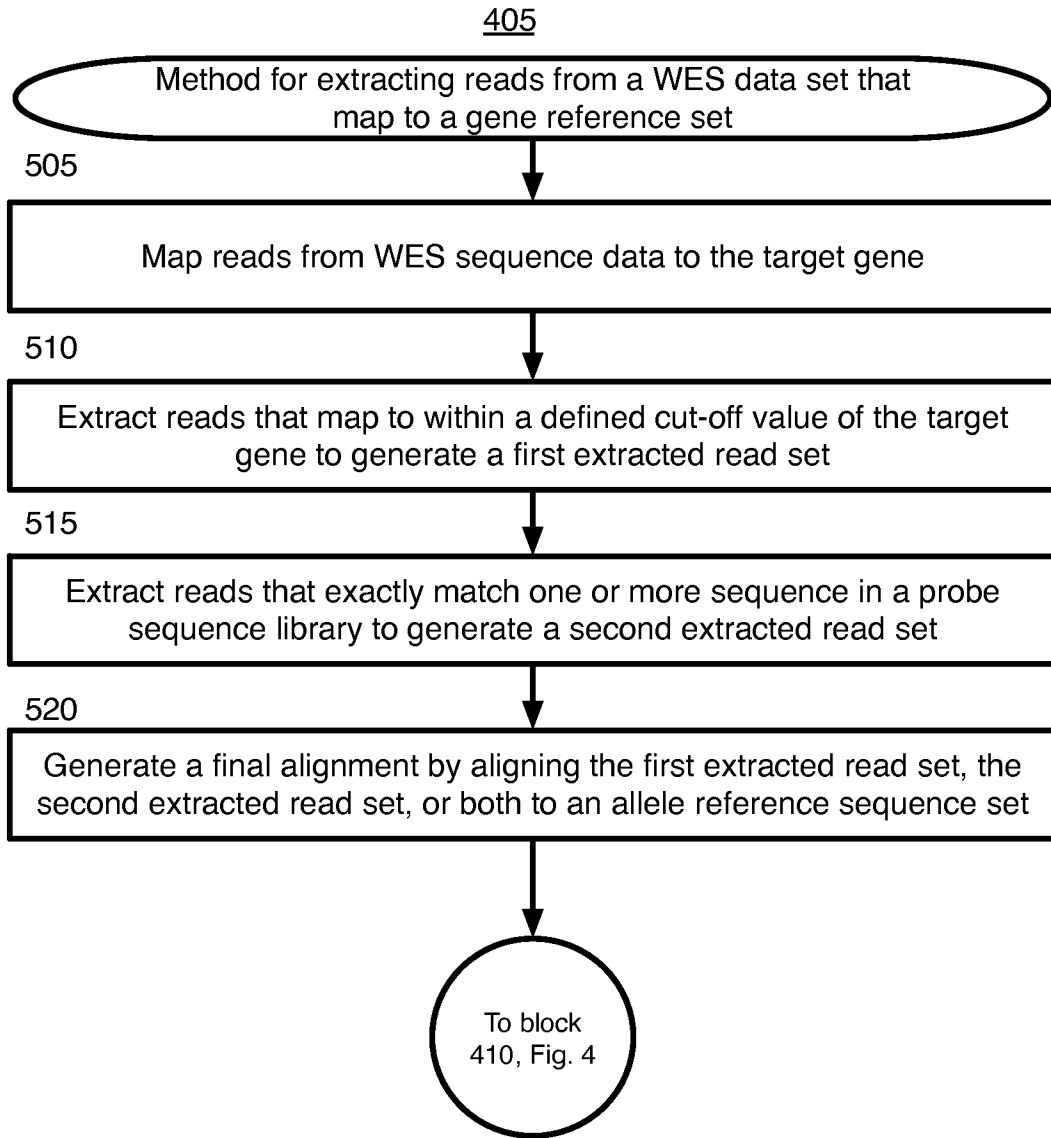 405
Method for extracting reads from a WES data set that
map to a gene reference set
505
Map reads from WES sequence data to the target gene
510
Extract reads that map to within a defined cut-off value of the target
gene to generate a first extracted read set
515
Extract reads that exactly match one or more sequence in a probe
sequence library to generate a second extracted read set
520
Generate a final alignment by aligning the first extracted read set, the
second extracted read set, or both to an allele reference sequence set
To block
410, Fig. 4